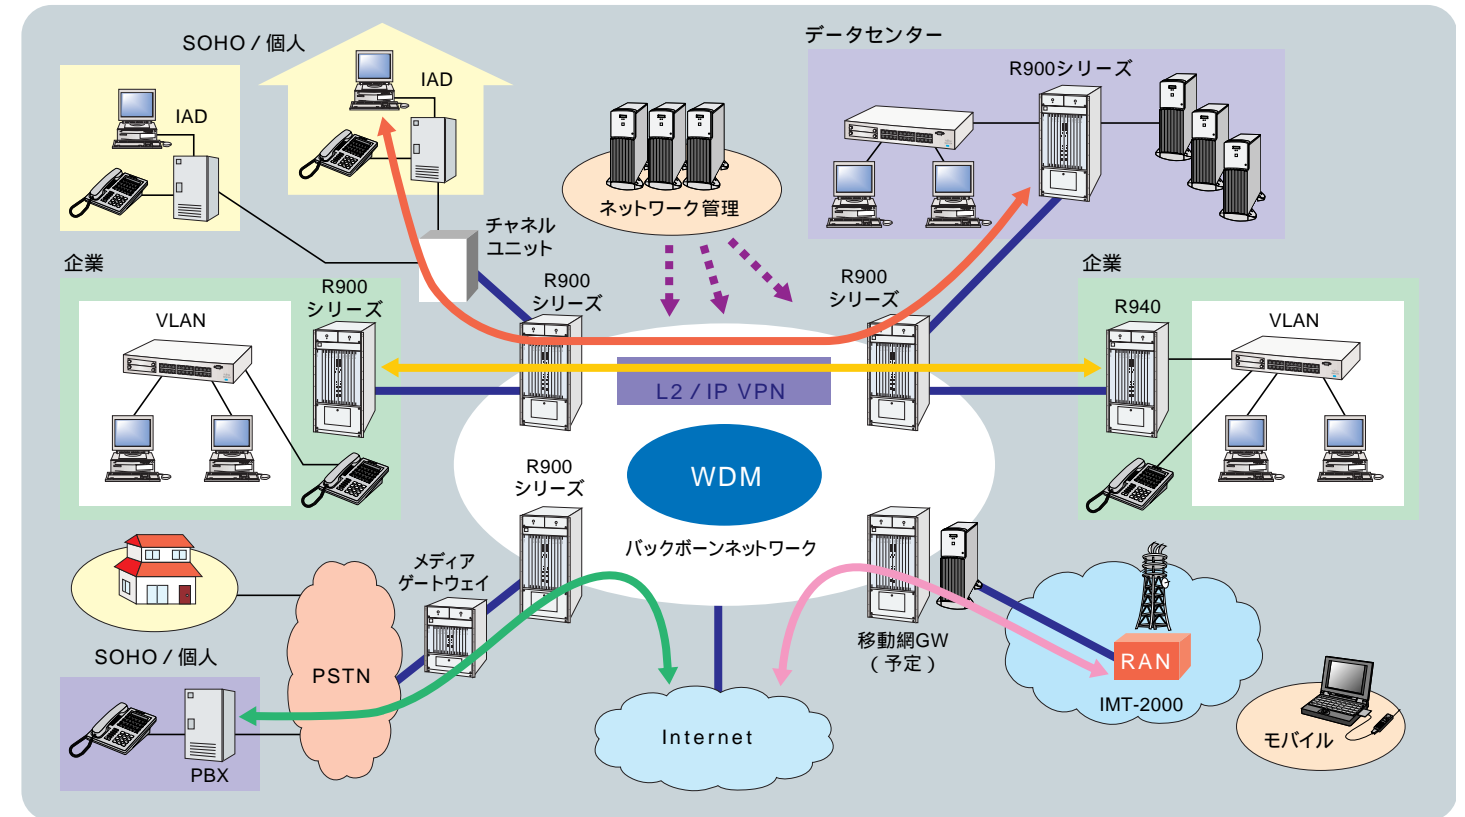 SOHO / 個人
IAD
IAD
チャネル
ユニット
ネットワーク管理
データセンター
R900シリーズ
企業
R900
シリーズ
VLAN
R900
シリーズ
R900
シリーズ
企業
R940
VLAN
L2 / IP VPN
WDM
バックボーンネットワーク
R900
シリーズ
メディア
ゲートウェイ
SOHO / 個人
PSTN
PBX
Internet
移動網GW
( 予定 )
RAN
IMT-2000
モバイル